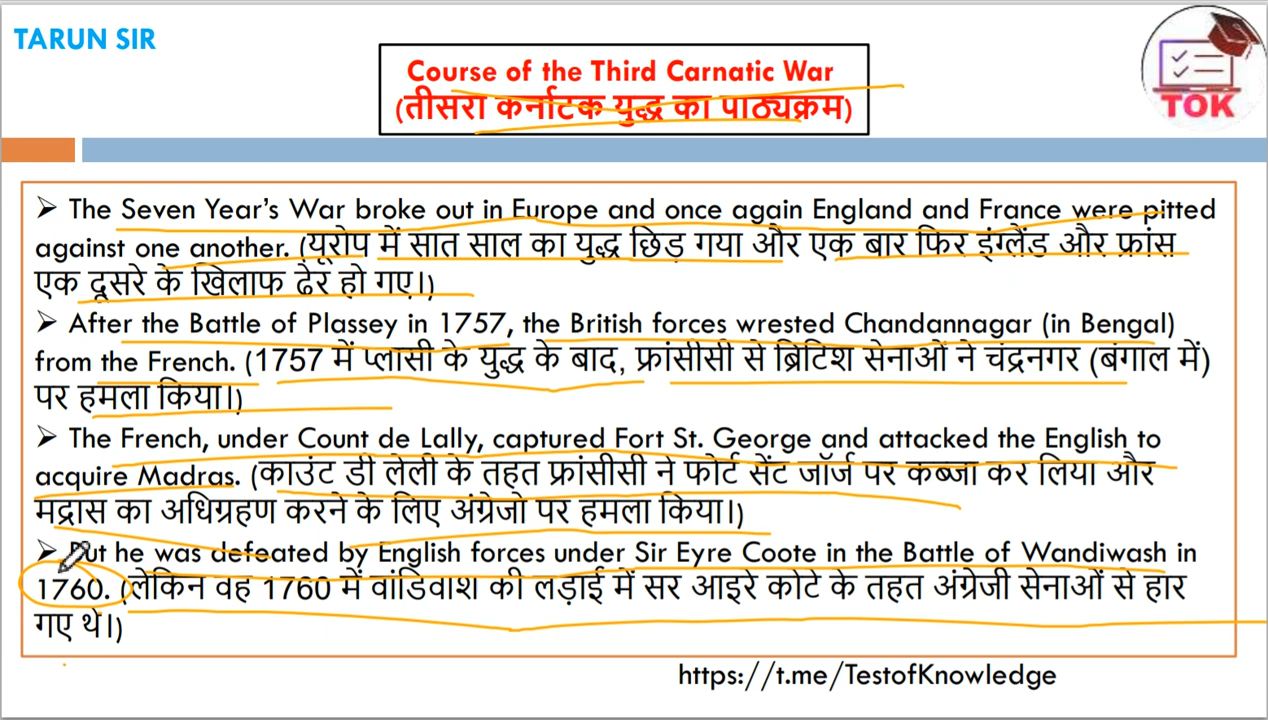 TARUN SIR
Course of the Third Carnatic War
(तीसरा कर्नाटक युद्ध का पाठ्यक्रम)
TOK
➢ The Seven Year's War broke out in Europe and once again England and France were pitted
against one another. (यूरोप में सात साल का युद्ध छिड़ गया और एक बार फिर इंग्लैंड और फ्रांस
एक दूसरे के खिलाफ ढेर हो गए।)
➢ After the Battle of Plassey in 1757, the British forces wrested Chandannagar (in Bengal)
from the French. (1757 में प्लासी के युद्ध के बाद, फ्रांसीसी से ब्रिटिश सेनाओं ने चंद्रनगर (बंगाल में)
पर हमला किया।)
➢ The French, under Count de Lally, captured Fort St. George and attacked the English to
acquire Madras. (काउंट डी लेली के तहत फ्रांसीसी ने फोर्ट सेंट जॉर्ज पर कब्जा कर लिया और
मद्रास का अधिग्रहण करने के लिए अंग्रेजो पर हमला किया।)
➢ But he was defeated by English forces under Sir Eyre Coote in the Battle of Wandiwash in
1760. (लेकिन वह 1760 में वांडिवाश की लड़ाई में सर आइरे कोटे के तहत अंग्रेजी सेनाओं से हार
गए थे।)
https://t.me/TestofKnowledge